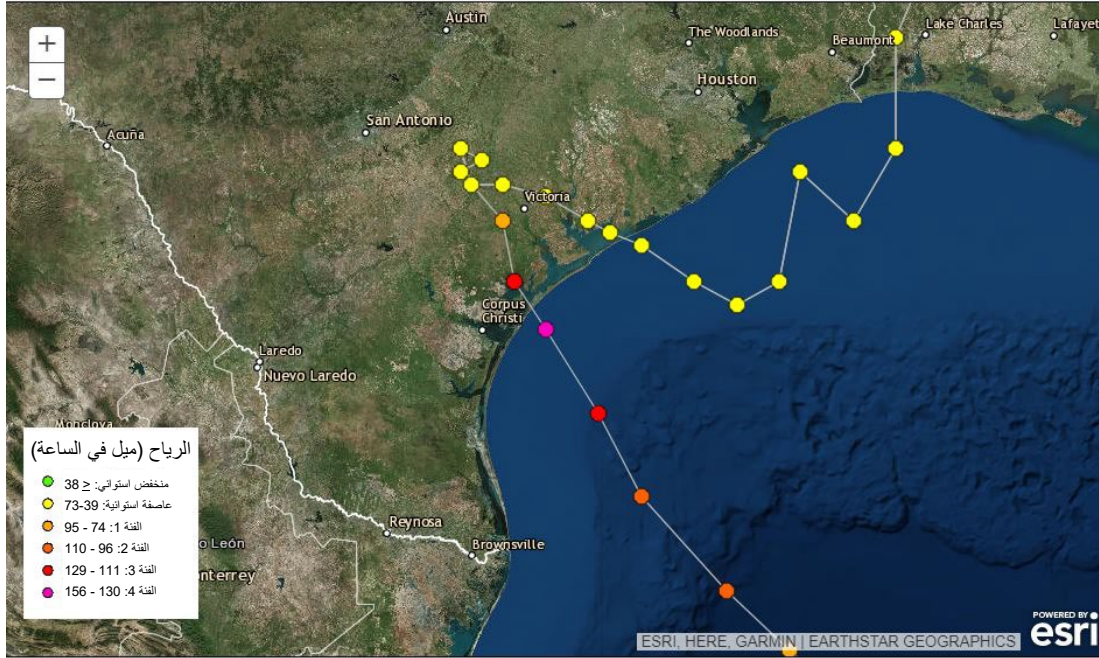 +
−
Austin
Lake Charles
Lafayet
The Woodlands
Beaumont
Houston
San Antonio
Acuña
Victoria
Corpus
Christi
Laredo
Nuevo Laredo
Monclova
الرياح (ميل في الساعة)
منخفض استوائي: ≤ 38
عاصفة استوائية: 39-73
الفئة 1: 74 - 95
الفئة 2: 96 - 110
الفئة 3: 111 - 129
الفئة 4: 130 - 156
Reynosa
o León
Brownsville
onterrey
ESRI, HERE, GARMIN | EARTHSTAR GEOGRAPHICS
POWERED BY
esri